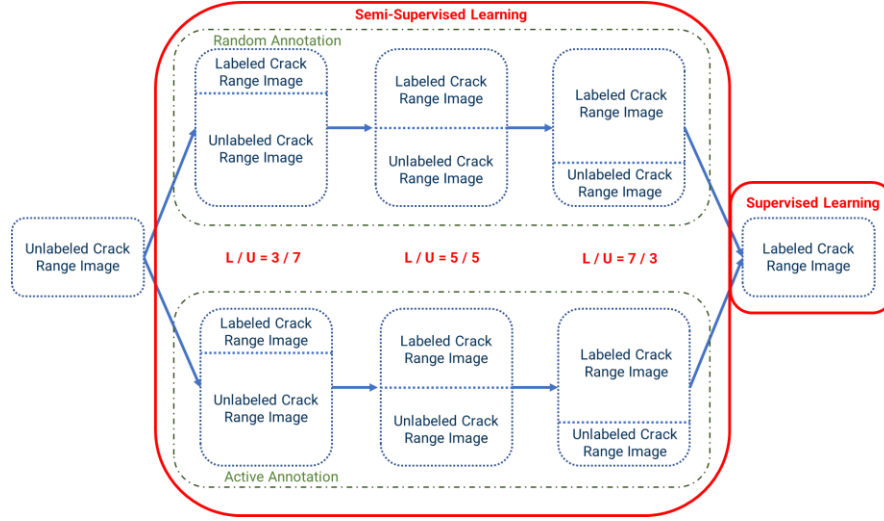 Semi-Supervised Learning
Random Annotation
Labeled Crack
Range Image
Unlabeled Crack
Range Image
Labeled Crack
Range Image
Unlabeled Crack
Range Image
Labeled Crack
Range Image
Unlabeled Crack
Range Image
Unlabeled Crack
Range Image
L / U = 3 / 7
L / U = 5 / 5
L / U = 7 / 3
Supervised Learning
Labeled Crack
Range Image
Labeled Crack
Range Image
Unlabeled Crack
Range Image
Labeled Crack
Range Image
Unlabeled Crack
Range Image
Labeled Crack
Range Image
Unlabeled Crack
Range Image
Active Annotation